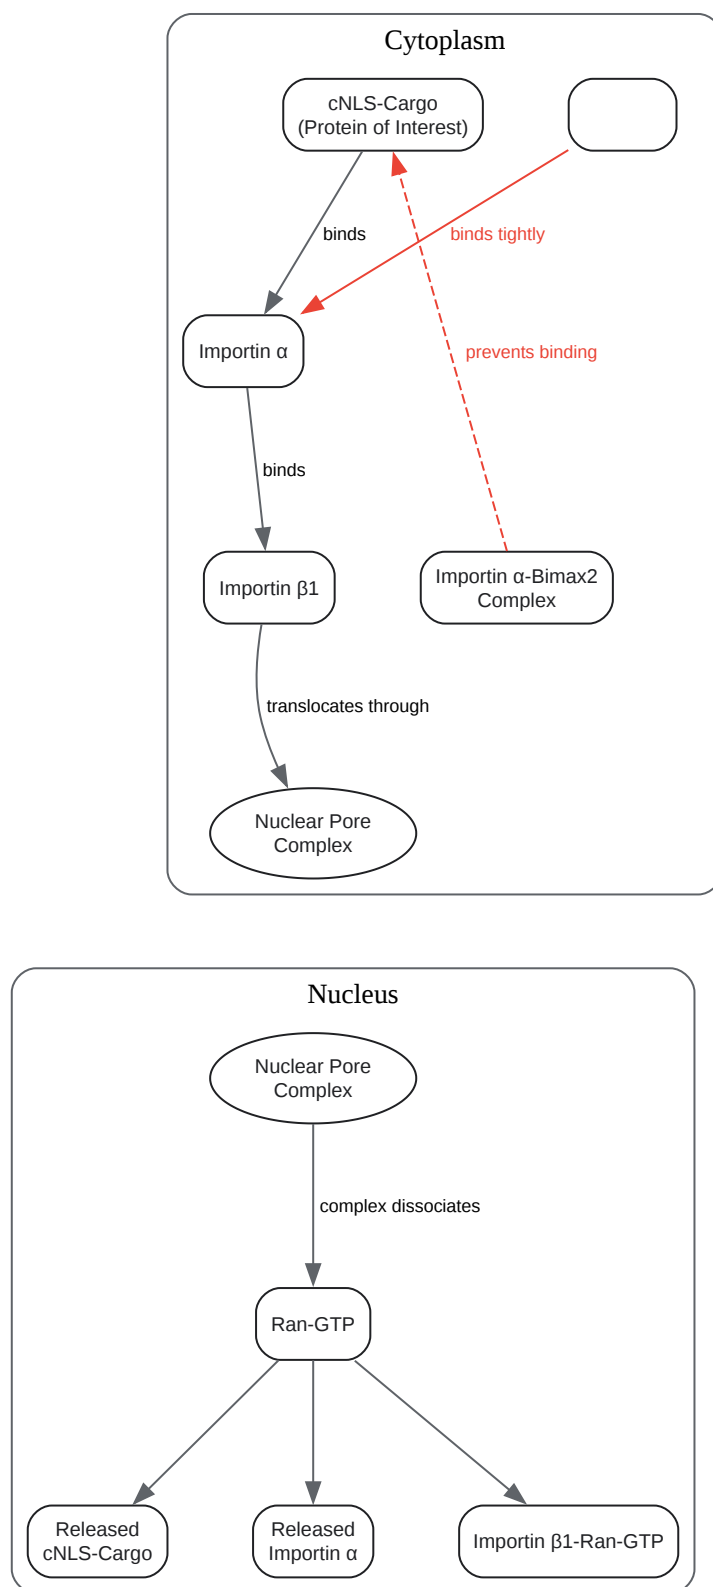 Cytoplasm
cNLS-Cargo
(Protein of Interest)
binds
binds tightly
Importin α
prevents binding
binds
Importin β1
Importin α-Bimax2
Complex
translocates through
Nuclear Pore
Complex
Nucleus
Nuclear Pore
Complex
complex dissociates
Ran-GTP
Released
cNLS-Cargo
Released
Importin α
Importin β1-Ran-GTP